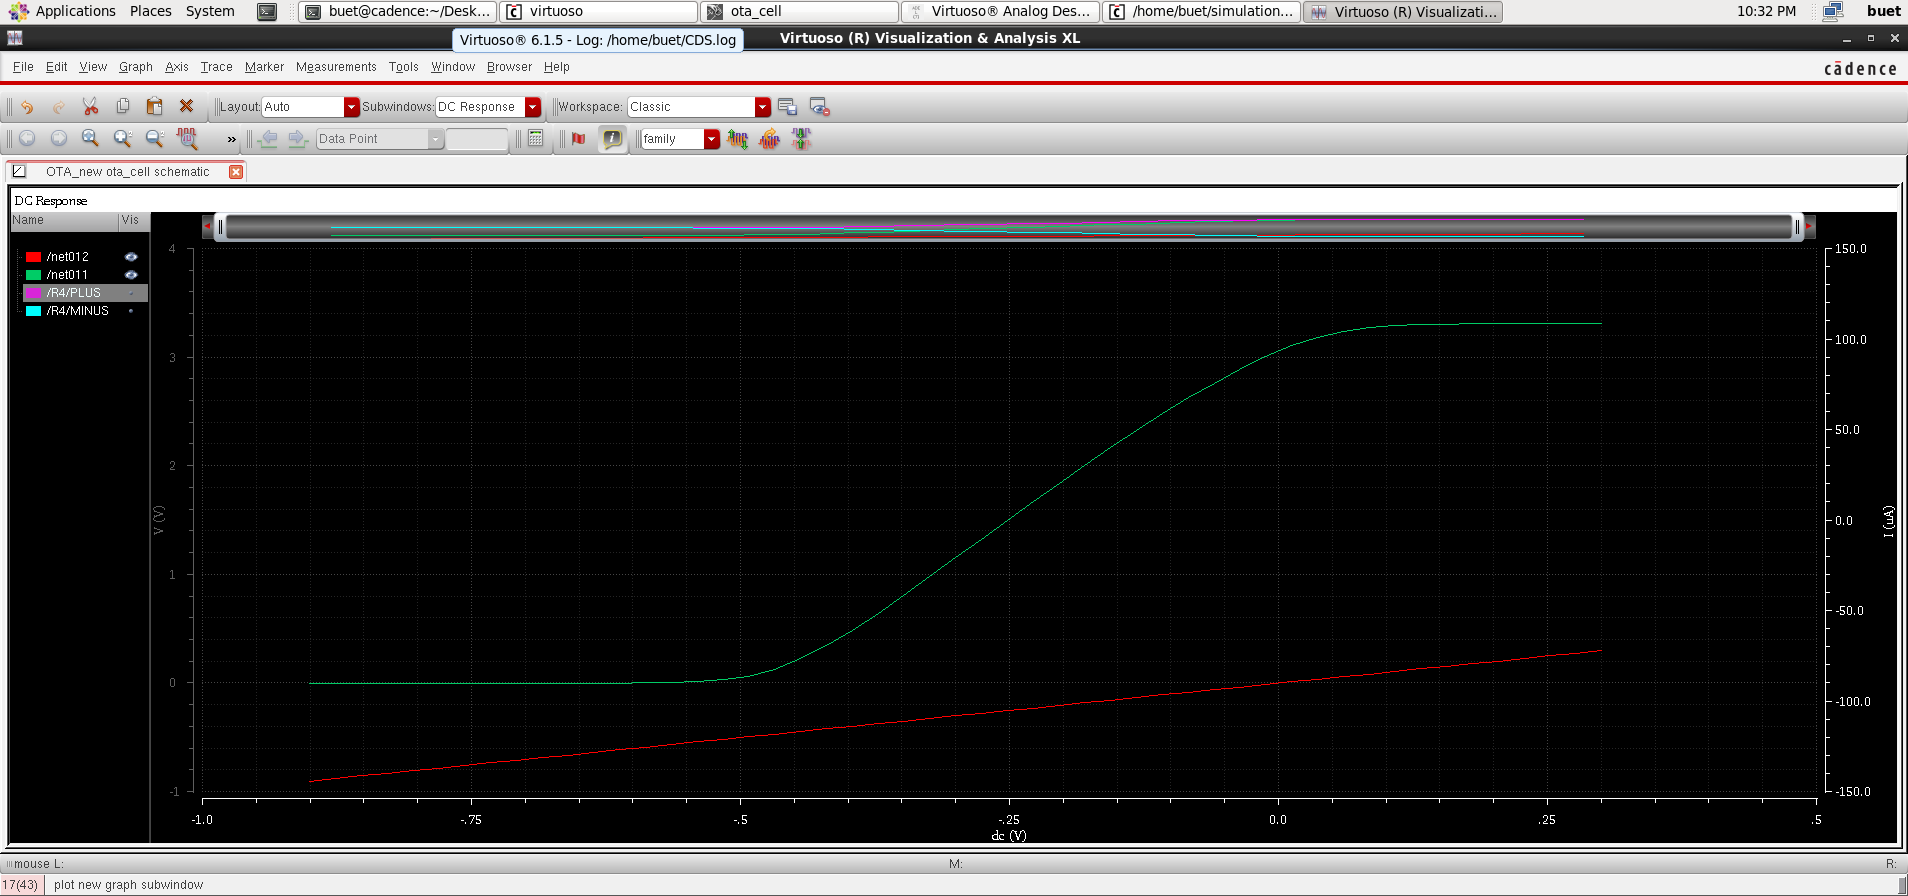 Applications Places System buet@cadence:~/Desk... virtuoso ota_cell Virtuoso® Analog Des... /home/buet/simulation... Virtuoso (R) Visualizati... 10:32 PM buet
Virtuoso® 6.1.5 - Log: /home/buet/CDS.log Virtuoso (R) Visualization & Analysis XL
File Edit View Graph Axis Trace Marker Measurements Tools Window Browser Help cādence
Layout: Auto Subwindows: DC Response Workspace: Classic
» Data Point family
OTA_new ota_cell schematic
DC Response
Name Vis
/net012
/net011
/R4/PLUS
/R4/MINUS
4
3
2
1
0
-1
V (V)
150.0
100.0
50.0
0.0
-50.0
-100.0
-150.0
I (uA)
-1.0 -.75 -.5 -.25 0.0 .25 .5
dc (V)
mouse L: M: R:
17(43) plot new graph subwindow